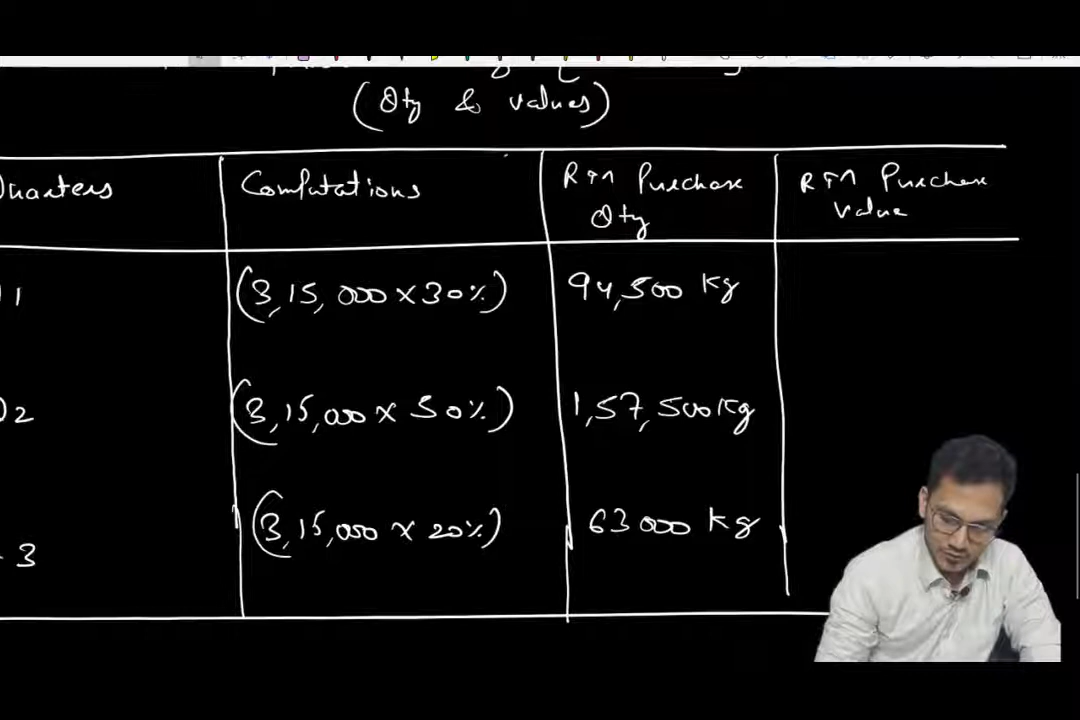 (Qty & values)
Quarters Computations RM Purchase Qty RM Purchase Value
1 (3,15,000 × 30%) 94,500 Kg
2 (3,15,000 × 50%) 1,57,500 Kg
3 (3,15,000 × 20%) 63000 Kg